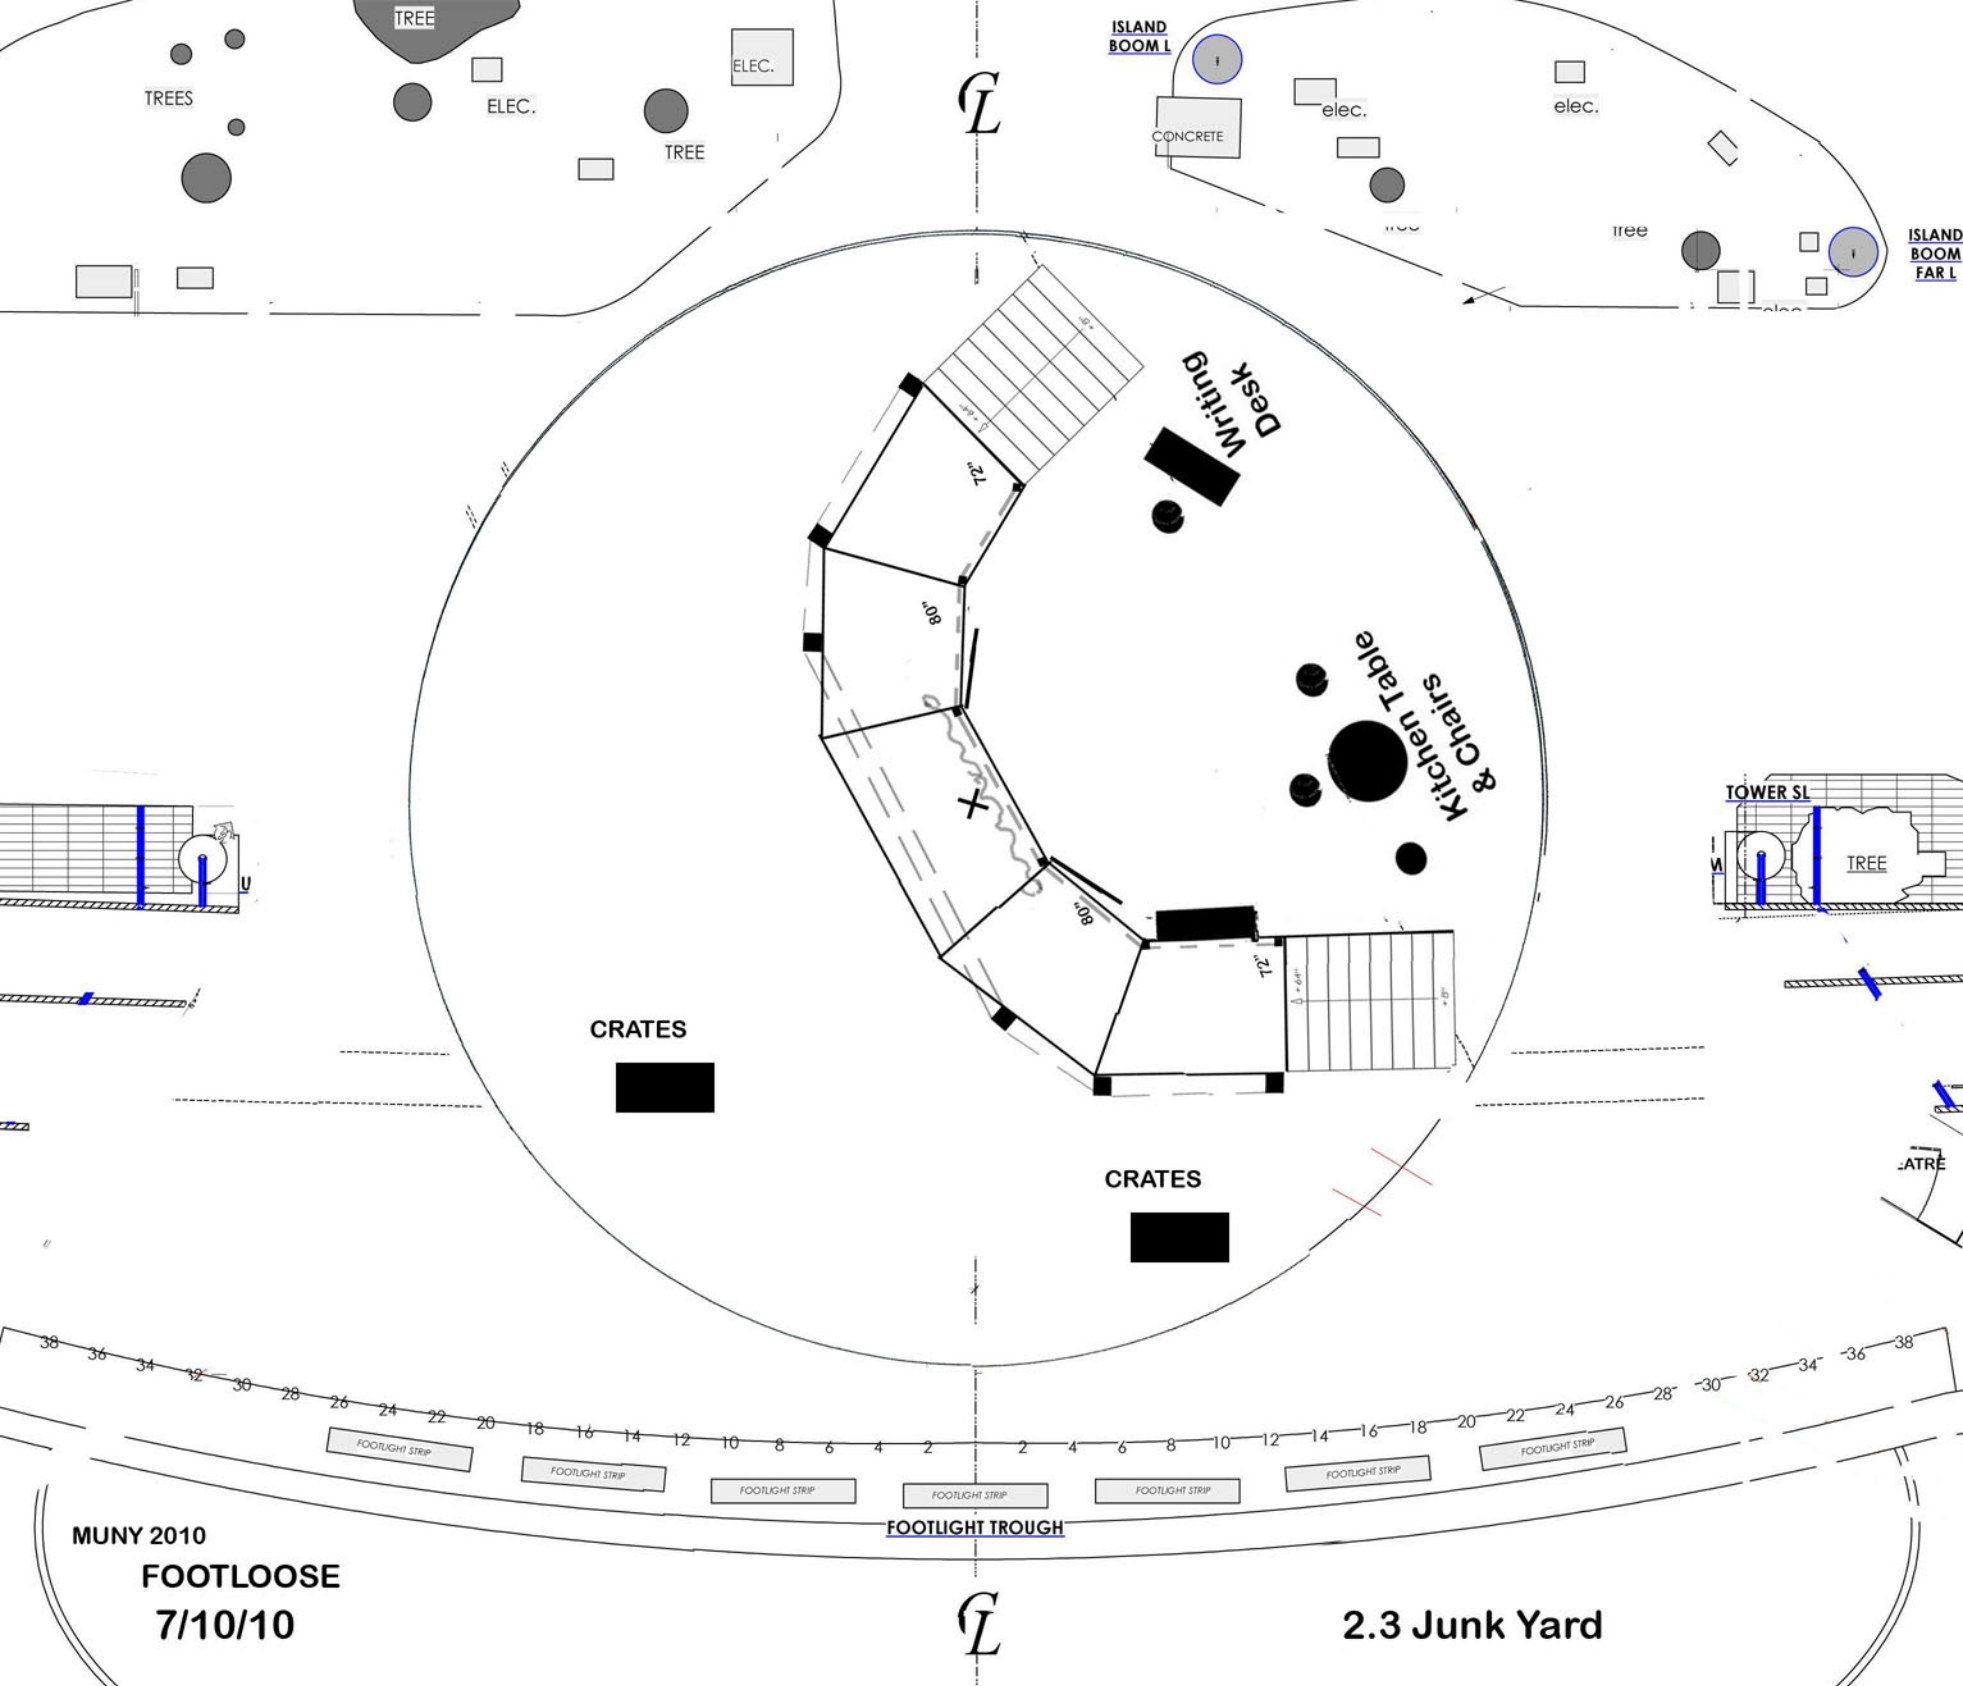 TREE
ISLAND
BOOM L
ELEC.
TREES
ELEC.
TREE
CL
CONCRETE
elec.
elec.
ISLAND
BOOM
FAR L
+8"
+64"
72"
Writing
Desk
80"
Kitchen Table
& Chairs
TOWER SL
TREE
U
M
80"
72"
+64"
+8"
CRATES
CRATES
38 36 34 32 30 28 26 24 22 20 18 16 14 12 10 8 6 4 2 2 4 6 8 10 12 14 16 18 20 22 24 26 28 30 32 34 36 38
FOOTLIGHT STRIP
FOOTLIGHT STRIP
FOOTLIGHT STRIP
FOOTLIGHT STRIP
FOOTLIGHT STRIP
FOOTLIGHT STRIP
FOOTLIGHT STRIP
FOOTLIGHT TROUGH
MUNY 2010
FOOTLOOSE
7/10/10
CL
2.3 Junk Yard